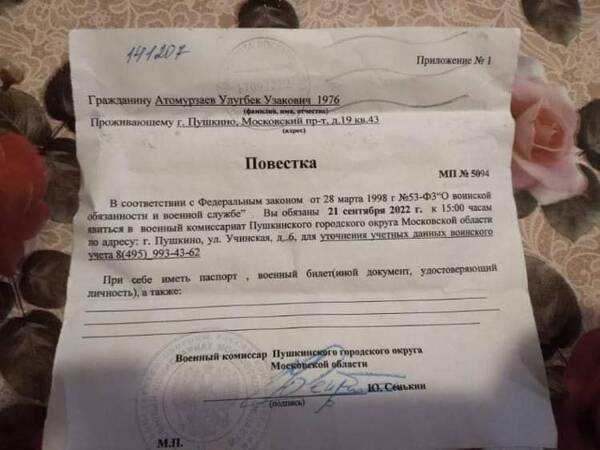 141207
Приложение № 1
Гражданину Атомурзаев Улугбек Узакович 1976
(фамилия, имя, отчество)
Проживающему г. Пушкино, Московский пр-т, д.19 кв.43
(адрес)
Повестка
МП № 5094
В соответствии с Федеральным законом от 28 марта 1998 г №53-ФЗ“О воинской
обязанности и военной службе” Вы обязаны 21 сентября 2022 г. к 15:00 часам
явиться в военный комиссариат Пушкинского городского округа Московской области
по адресу: г. Пушкино, ул. Учинская, д.6, для уточнения учетных данных воинского
учета 8(495)_993-43-62
При себе иметь паспорт , военный билет(иной документ, удостоверяющий
личность), а также:
Военный комиссар Пушкинского городского округа
Московской области
Ю. Сенькин
(подпись)
М.П.